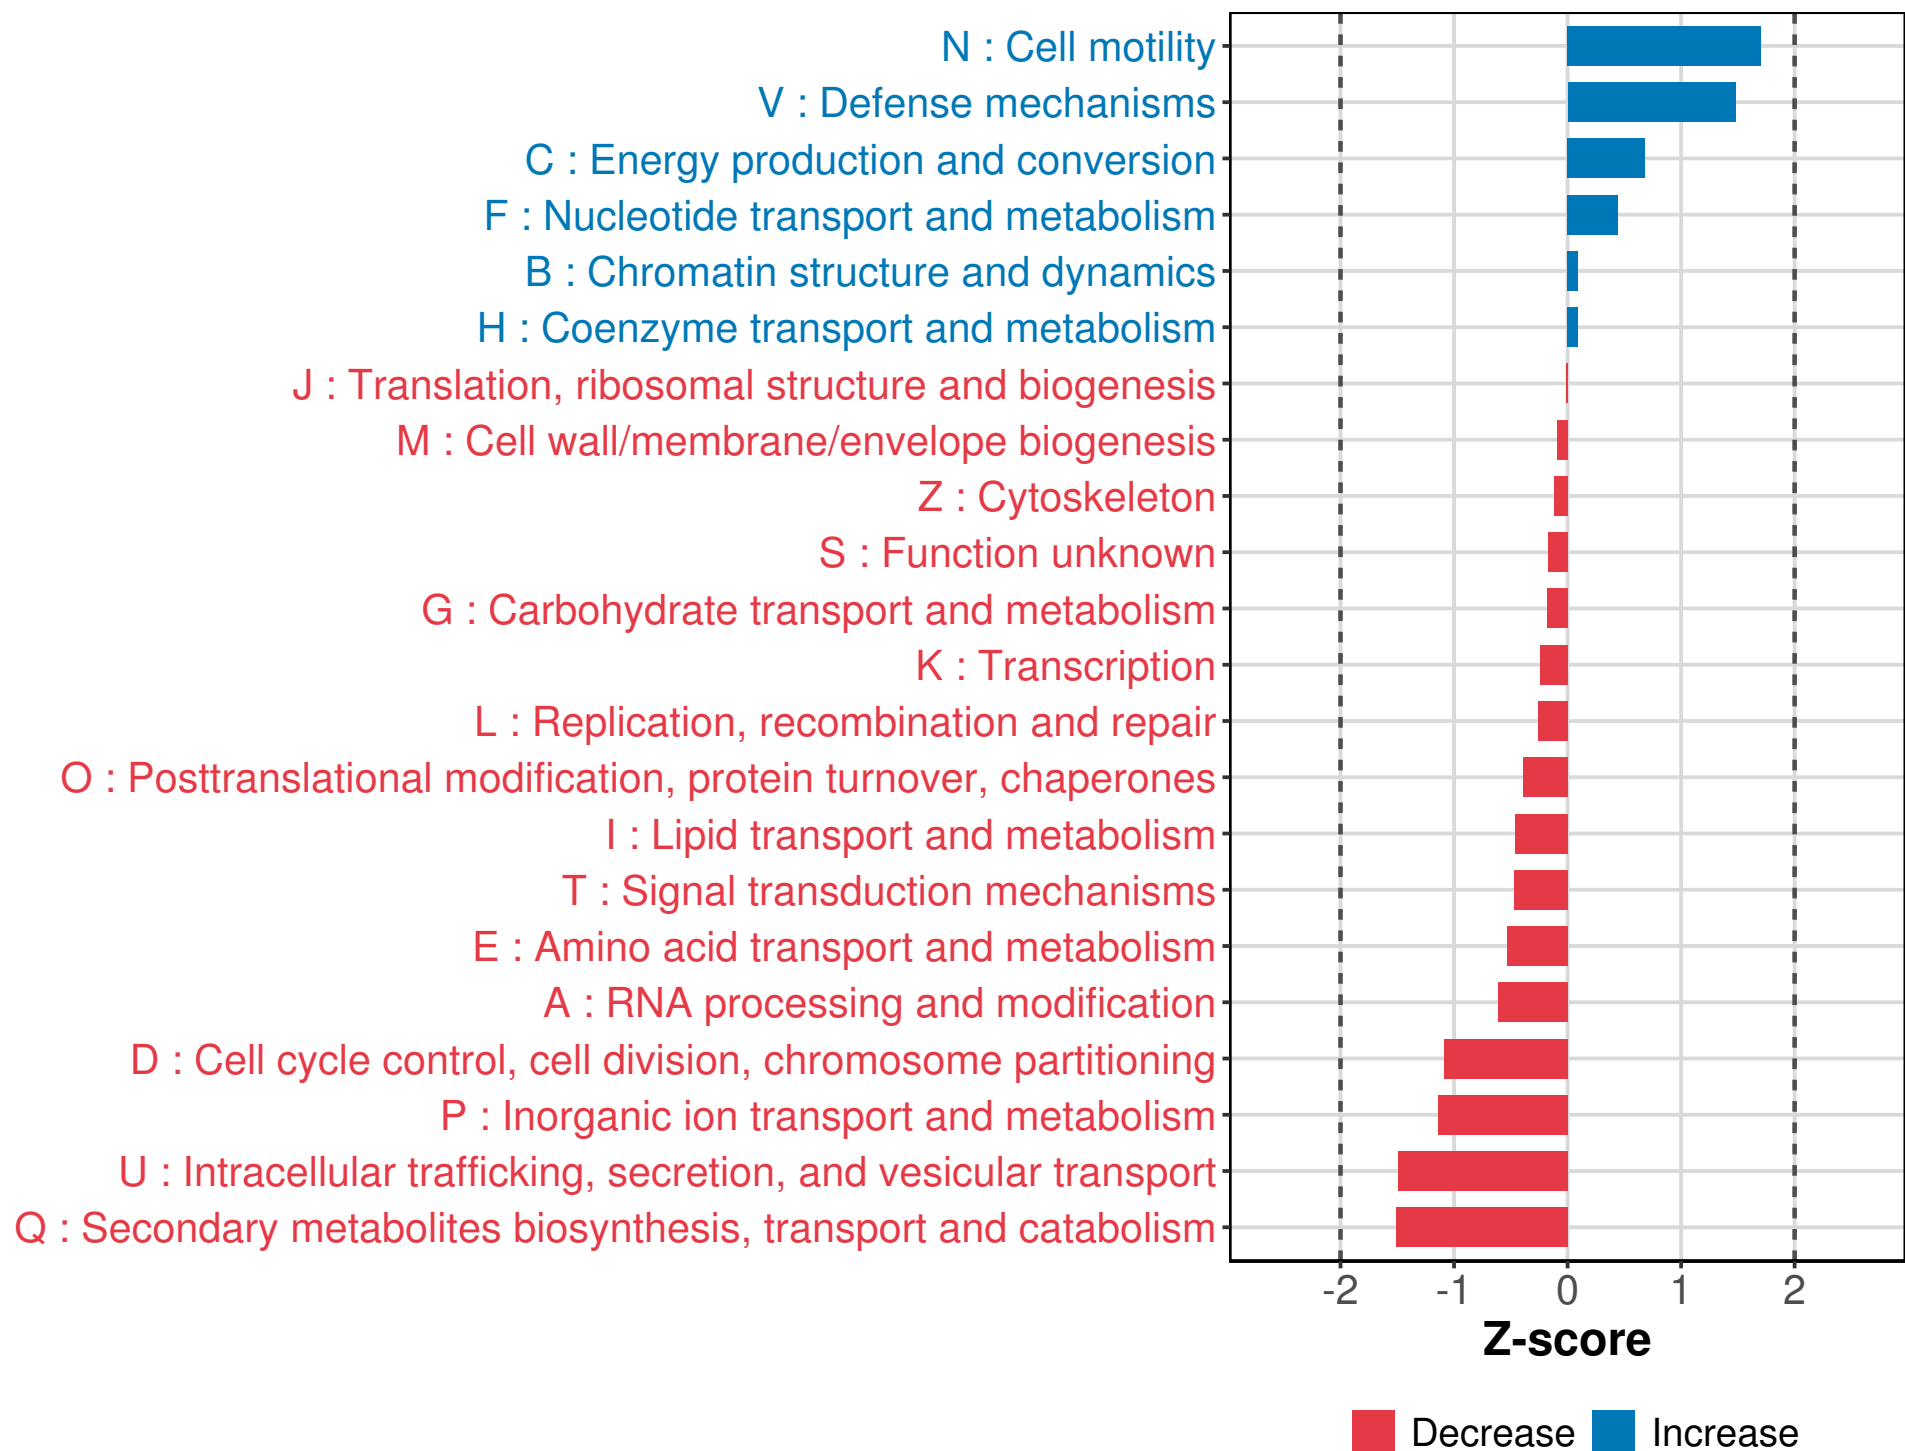 N : Cell motility
V : Defense mechanisms
C : Energy production and conversion
F : Nucleotide transport and metabolism
B : Chromatin structure and dynamics
H : Coenzyme transport and metabolism
J : Translation, ribosomal structure and biogenesis
M : Cell wall/membrane/envelope biogenesis
Z : Cytoskeleton
S : Function unknown
G : Carbohydrate transport and metabolism
K : Transcription
L : Replication, recombination and repair
O : Posttranslational modification, protein turnover, chaperones
I : Lipid transport and metabolism
T : Signal transduction mechanisms
E : Amino acid transport and metabolism
A : RNA processing and modification
D : Cell cycle control, cell division, chromosome partitioning
P : Inorganic ion transport and metabolism
U : Intracellular trafficking, secretion, and vesicular transport
Q : Secondary metabolites biosynthesis, transport and catabolism
-2 -1 0 1 2
Z-score
Decrease Increase